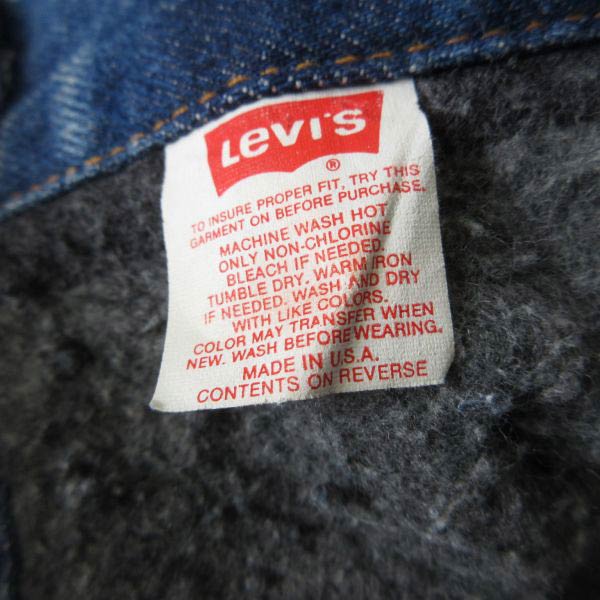 Levi's
®
TO INSURE PROPER FIT, TRY THIS
GARMENT ON BEFORE PURCHASE.
MACHINE WASH HOT
ONLY NON-CHLORINE
BLEACH IF NEEDED.
TUMBLE DRY. WARM IRON
IF NEEDED. WASH AND DRY
WITH LIKE COLORS.
COLOR MAY TRANSFER WHEN
NEW. WASH BEFORE WEARING.
MADE IN U.S.A.
CONTENTS ON REVERSE